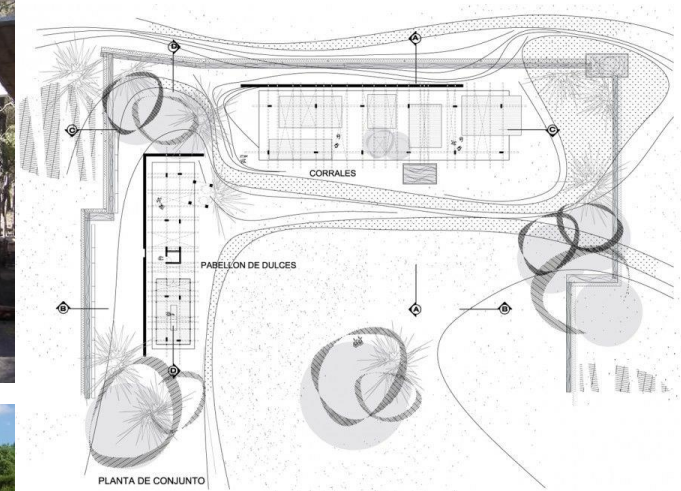 D
A
C
C
CORRALES
PABELLON DE DULCES
B
A
B
D
PLANTA DE CONJUNTO